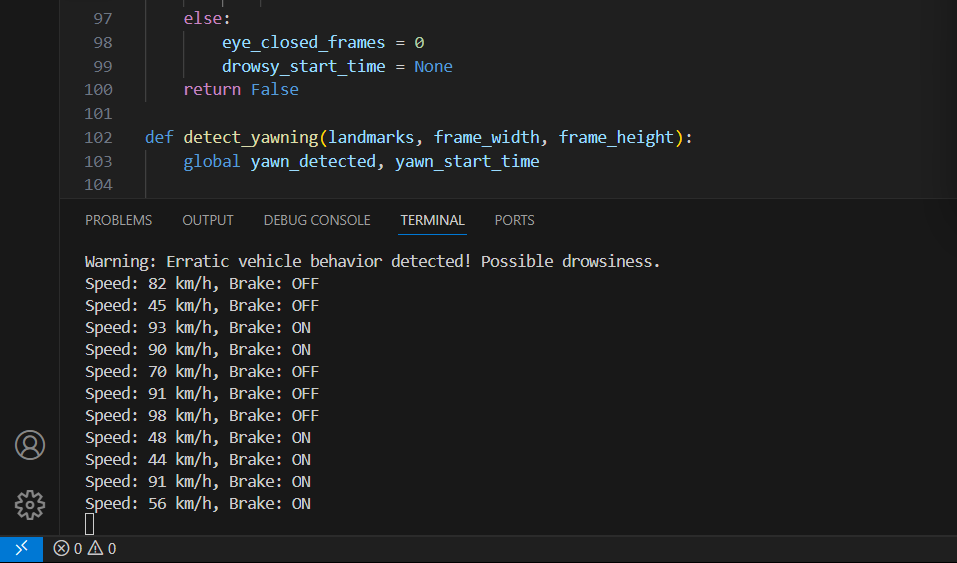 97 else:
98 eye_closed_frames = 0
99 drowsy_start_time = None
100 return False
101
102 def detect_yawning(landmarks, frame_width, frame_height):
103 global yawn_detected, yawn_start_time
104
PROBLEMS OUTPUT DEBUG CONSOLE TERMINAL PORTS
Warning: Erratic vehicle behavior detected! Possible drowsiness.
Speed: 82 km/h, Brake: OFF
Speed: 45 km/h, Brake: OFF
Speed: 93 km/h, Brake: ON
Speed: 90 km/h, Brake: ON
Speed: 70 km/h, Brake: OFF
Speed: 91 km/h, Brake: OFF
Speed: 98 km/h, Brake: OFF
Speed: 48 km/h, Brake: ON
Speed: 44 km/h, Brake: ON
Speed: 91 km/h, Brake: ON
Speed: 56 km/h, Brake: ON
0 0